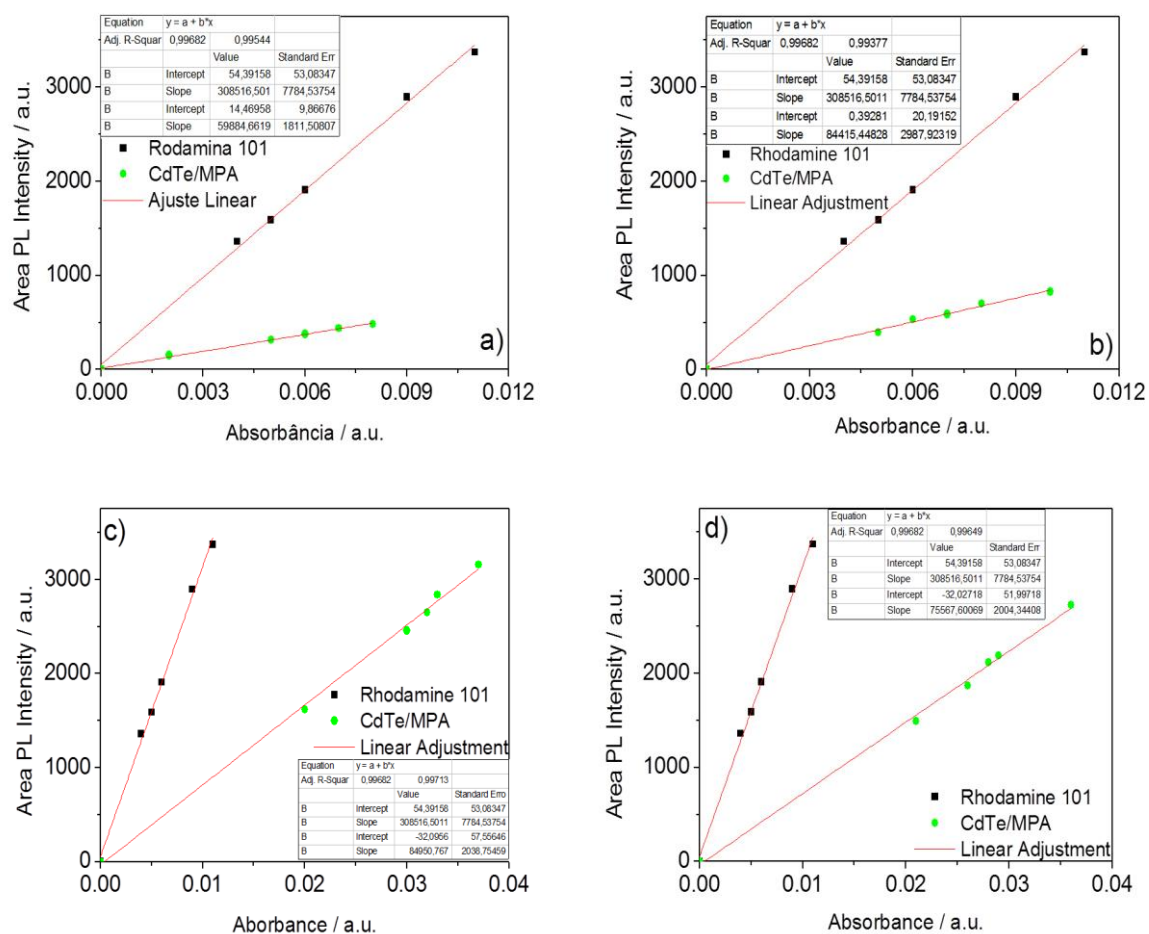 Equation y = a + b*x
Adj. R-Squar 0,99682 0,99544
Value Standard Err
B Intercept 54,39158 53,08347
B Slope 308516,501 7784,53754
B Intercept 14,46958 9,86676
B Slope 59884,6619 1811,50807
Rodamina 101
CdTe/MPA
Ajuste Linear
a)
3000
2000
1000
0
0.000 0.003 0.006 0.009 0.012
Area PL Intensity / a.u.
Absorbância / a.u.
Equation y = a + b*x
Adj. R-Squar 0,99682 0,99377
Value Standard Err
B Intercept 54,39158 53,08347
B Slope 308516,5011 7784,53754
B Intercept 0,39281 20,19152
B Slope 84415,44828 2987,92319
Rhodamine 101
CdTe/MPA
Linear Adjustment
b)
3000
2000
1000
0
0.000 0.003 0.006 0.009 0.012
Area PL Intensity / a.u.
Absorbance / a.u.
c)
Rhodamine 101
CdTe/MPA
Linear Adjustment
Equation y = a + b*x
Adj. R-Squar 0,99682 0,99713
Value Standard Erro
B Intercept 54,39158 53,08347
B Slope 308516,5011 7784,53754
B Intercept -32,0956 57,55646
B Slope 84950,767 2038,75459
3000
2000
1000
0
0.00 0.01 0.02 0.03 0.04
Area PL Intensity / a.u.
Aborbance / a.u.
d)
Equation y = a + b*x
Adj. R-Squar 0,99682 0,99649
Value Standard Err
B Intercept 54,39158 53,08347
B Slope 308516,5011 7784,53754
B Intercept -32,02718 51,99718
B Slope 75567,60069 2004,34408
Rhodamine 101
CdTe/MPA
Linear Adjustment
3000
2000
1000
0
0.00 0.01 0.02 0.03 0.04
Area PL Intensity / a.u.
Absorbance / a.u.